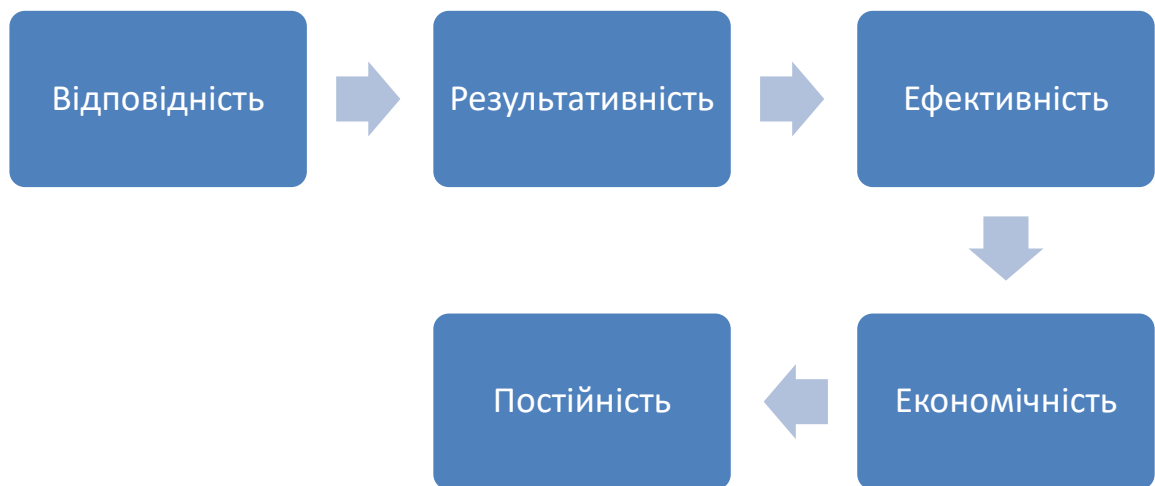 Відповідність
Результативність
Ефективність
Економічність
Постійність